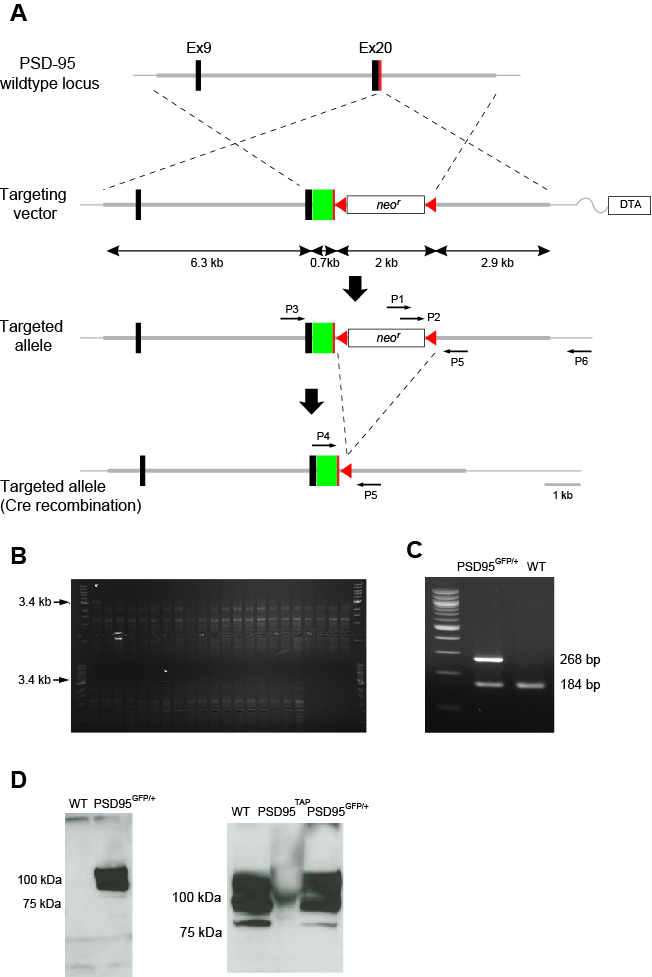 A
Ex9
Ex20
PSD-95
wildtype locus
Targeting
vector
neoʳ
DTA
6.3 kb
0.7kb
2 kb
2.9 kb
P1
P3
P2
Targeted
allele
neoʳ
P5
P6
P4
Targeted allele
(Cre recombination)
P5
1 kb
B
C
PSD95ᴳᶠᴾ/⁺
WT
3.4 kb
3.4 kb
268 bp
184 bp
D
WT PSD95ᴳᶠᴾ/⁺
WT PSD95ᵀᴬᴾ PSD95ᴳᶠᴾ/⁺
100 kDa
75 kDa
100 kDa
75 kDa